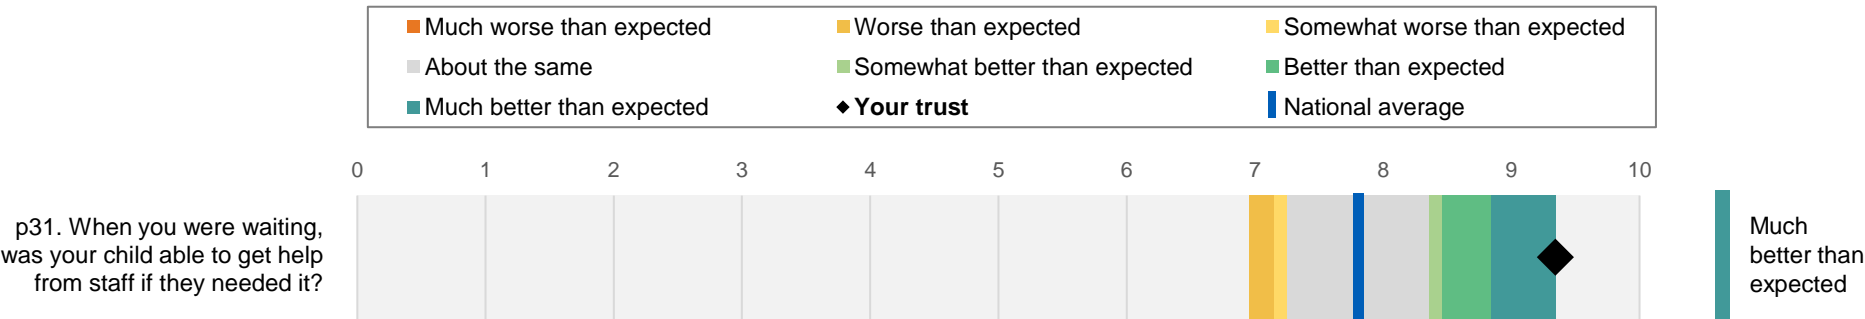 Much worse than expected Worse than expected Somewhat worse than expected
About the same Somewhat better than expected Better than expected
Much better than expected Your trust National average
0 1 2 3 4 5 6 7 8 9 10
p31. When you were waiting,
was your child able to get help
from staff if they needed it?
Much
better than
expected